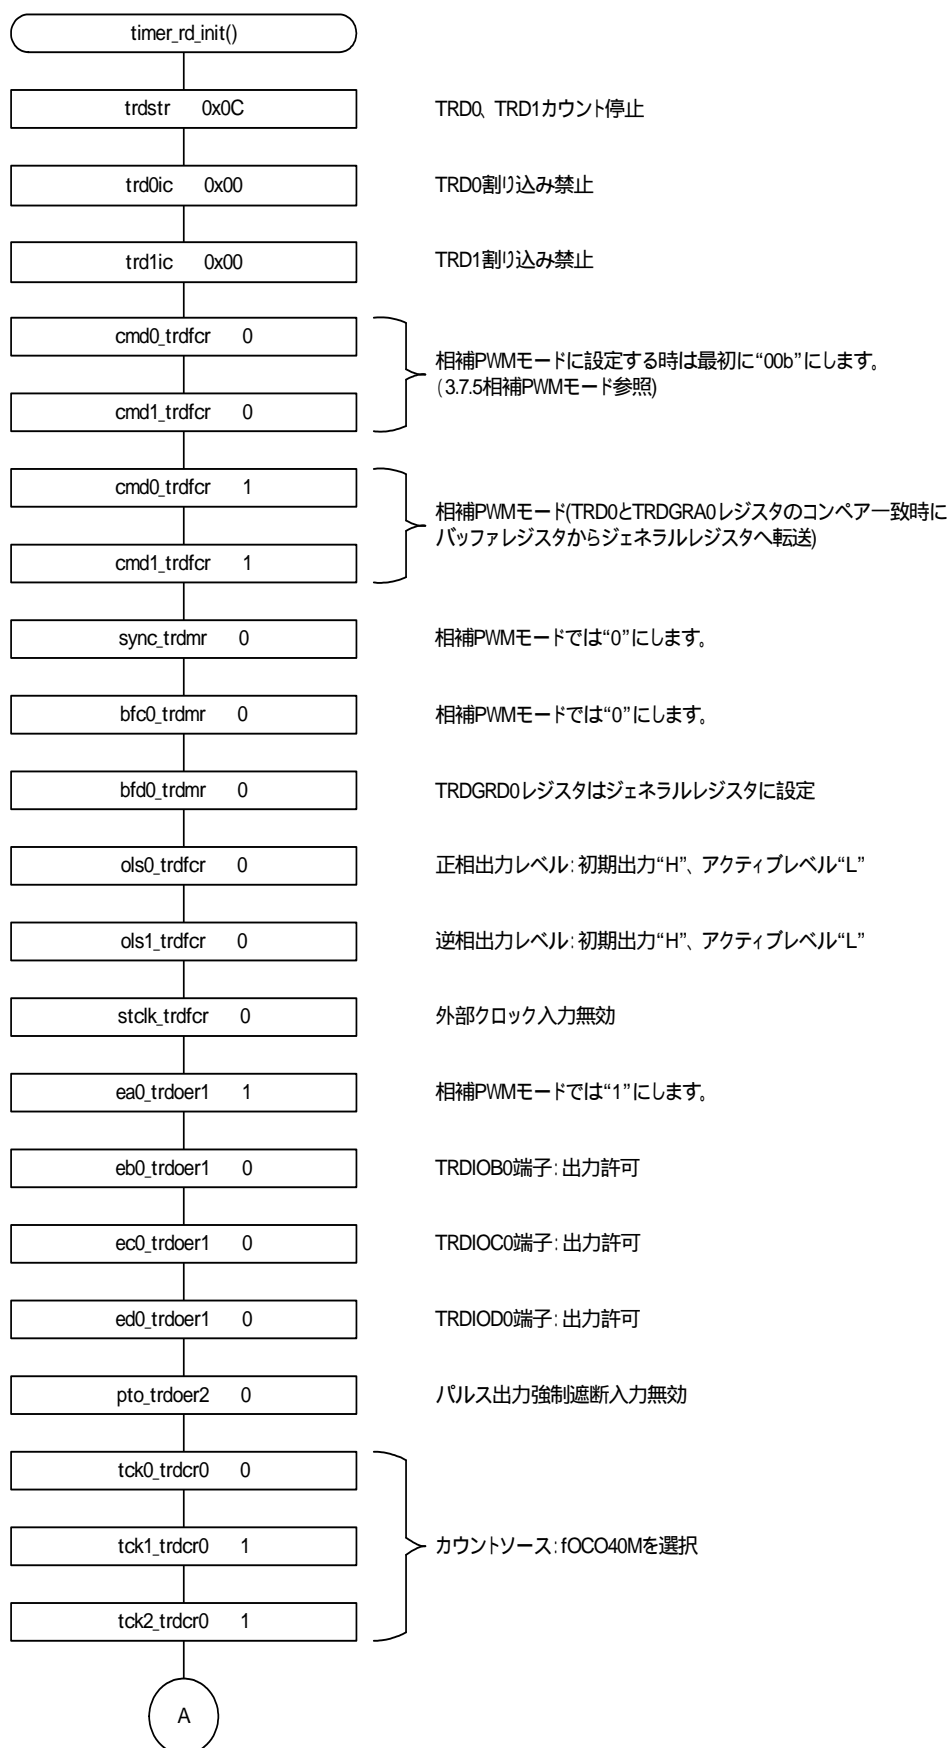 timer_rd_init()
trdstr 0x0C TRD0、TRD1カウント停止
trd0ic 0x00 TRD0割り込み禁止
trd1ic 0x00 TRD1割り込み禁止
cmd0_trdfcr 0
相補PWMモードに設定する時は最初に“00b”にします。
(3.7.5相補PWMモード参照)
cmd1_trdfcr 0
cmd0_trdfcr 1
相補PWMモード(TRD0とTRDGRA0レジスタのコンペア一致時に
バッファレジスタからジェネラルレジスタへ転送)
cmd1_trdfcr 1
sync_trdmr 0 相補PWMモードでは“0”にします。
bfc0_trdmr 0 相補PWMモードでは“0”にします。
bfd0_trdmr 0 TRDGRD0レジスタはジェネラルレジスタに設定
ols0_trdfcr 0 正相出力レベル:初期出力“H”、アクティブレベル“L”
ols1_trdfcr 0 逆相出力レベル:初期出力“H”、アクティブレベル“L”
stclk_trdfcr 0 外部クロック入力無効
ea0_trdoer1 1 相補PWMモードでは“1”にします。
eb0_trdoer1 0 TRDIOB0端子:出力許可
ec0_trdoer1 0 TRDIOC0端子:出力許可
ed0_trdoer1 0 TRDIOD0端子:出力許可
pto_trdoer2 0 パルス出力強制遮断入力無効
tck0_trdcr0 0
tck1_trdcr0 1 カウントソース:fOCO40Mを選択
tck2_trdcr0 1
A